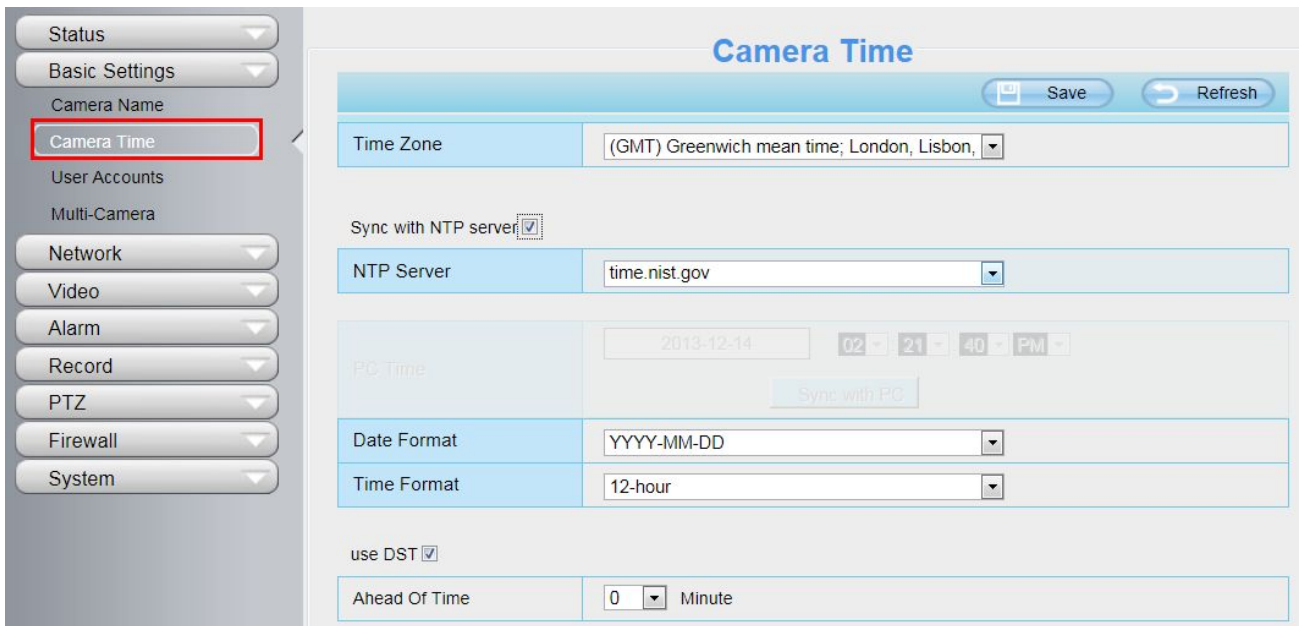 Status
Basic Settings
Camera Name
Camera Time
User Accounts
Multi-Camera
Network
Video
Alarm
Record
PTZ
Firewall
System
Camera Time
Save
Refresh
Time Zone
(GMT) Greenwich mean time; London, Lisbon,
Sync with NTP server
NTP Server
time.nist.gov
PC Time
2013-12-14
02 21 40 PM
Sync with PC
Date Format
YYYY-MM-DD
Time Format
12-hour
use DST
Ahead Of Time
0 Minute